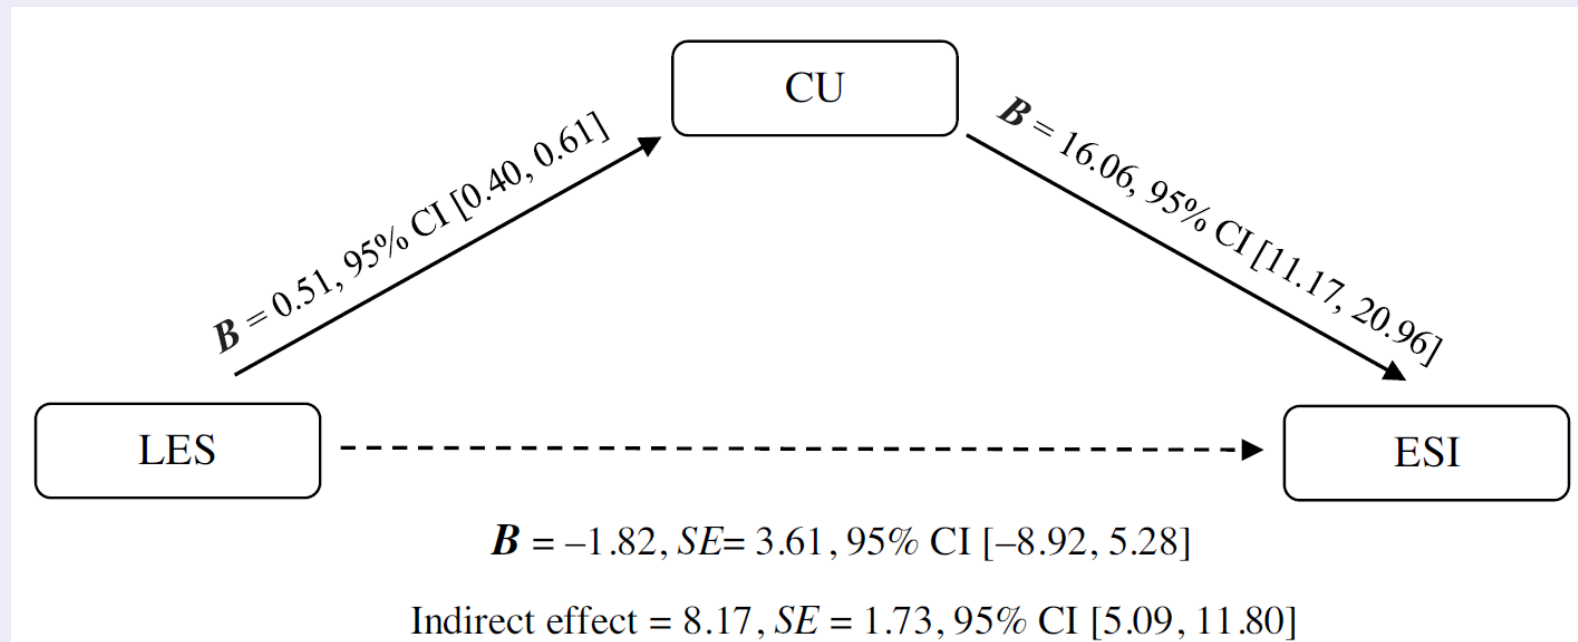 CU
B = 0.51, 95% CI [0.40, 0.61]
B = 16.06, 95% CI [11.17, 20.96]
LES
ESI
B = –1.82, SE= 3.61, 95% CI [–8.92, 5.28]
Indirect effect = 8.17, SE = 1.73, 95% CI [5.09, 11.80]